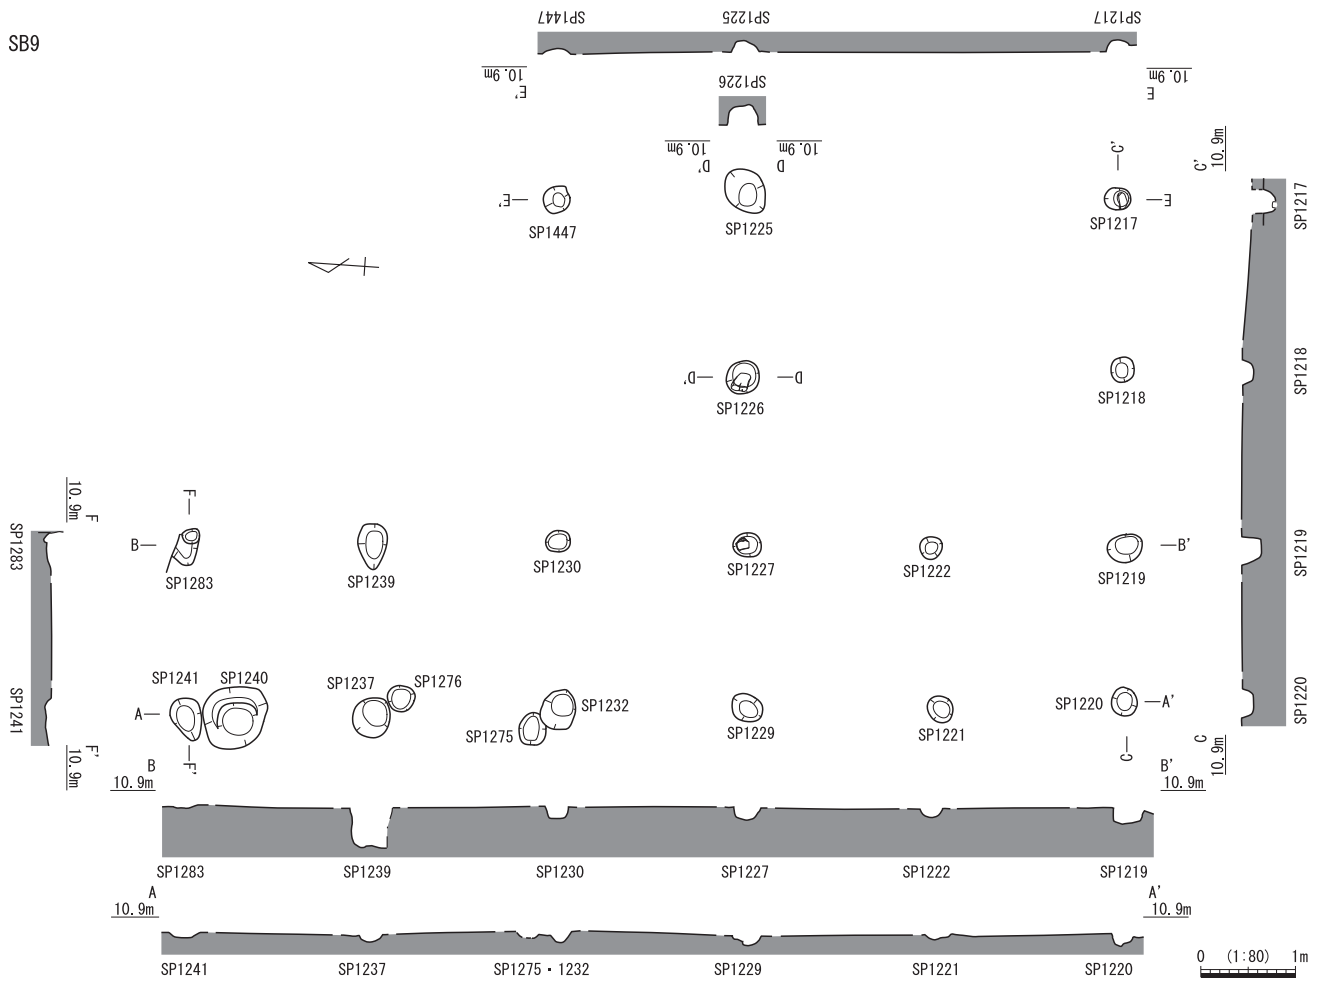 SB9
SP1447
SP1225
SP1217
10.9m
E'
10.9m
E
SP1226
10.9m
D'
10.9m
D
C'
10.9m
C'
E'
E
SP1447
SP1225
SP1217
SP1217
D'
D
SP1226
SP1218
SP1218
10.9m
F
F
SP1283
B
B'
SP1283
SP1239
SP1230
SP1227
SP1222
SP1219
SP1219
SP1241
SP1240
SP1237
SP1276
SP1241
A
SP1275
SP1232
SP1229
SP1221
SP1220
A'
SP1220
10.9m
F'
F'
C
10.9m
C
B
10.9m
B'
10.9m
SP1283
SP1239
SP1230
SP1227
SP1222
SP1219
A
10.9m
A'
10.9m
SP1241
SP1237
SP1275・1232
SP1229
SP1221
SP1220
0 (1:80) 1m